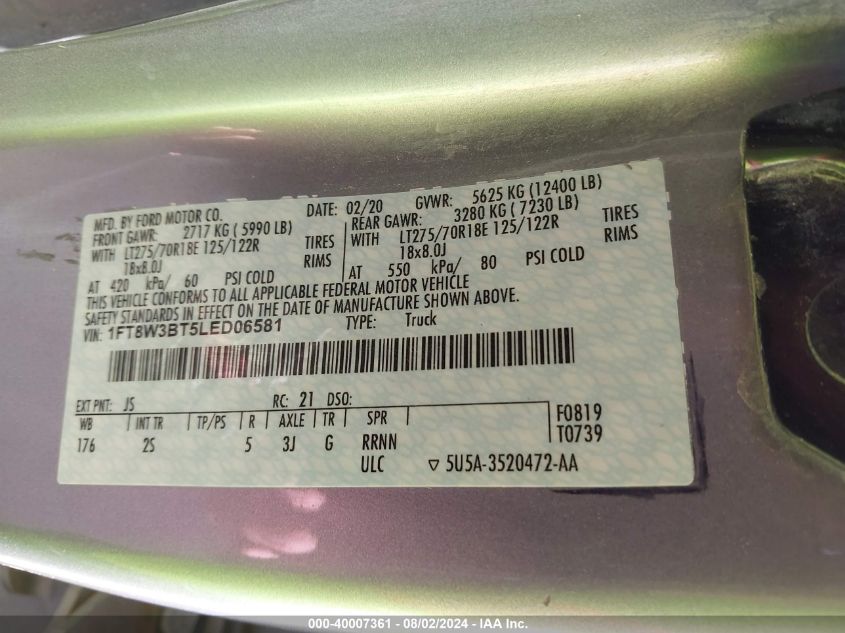 MFD. BY FORD MOTOR CO.
DATE: 02/20 GVWR: 5625 KG (12400 LB)
FRONT GAWR: 2717 KG ( 5990 LB)
REAR GAWR: 3280 KG ( 7230 LB)
WITH LT275/70R18E 125/122R TIRES
WITH LT275/70R18E 125/122R TIRES
18x8.0J RIMS
18x8.0J RIMS
AT 420 kPa/ 60 PSI COLD
AT 550 kPa/ 80 PSI COLD
THIS VEHICLE CONFORMS TO ALL APPLICABLE FEDERAL MOTOR VEHICLE
SAFETY STANDARDS IN EFFECT ON THE DATE OF MANUFACTURE SHOWN ABOVE.
VIN: 1FT8W3BT5LED06581 TYPE: Truck
EXT PNT: JS RC: 21 DSO:
WB INT TR TP/PS R AXLE TR SPR
176 2S 5 3J G RRNN
ULC
F0819
T0739
▽ 5U5A-3520472-AA
000-40007361 - 08/02/2024 - IAAI Inc.